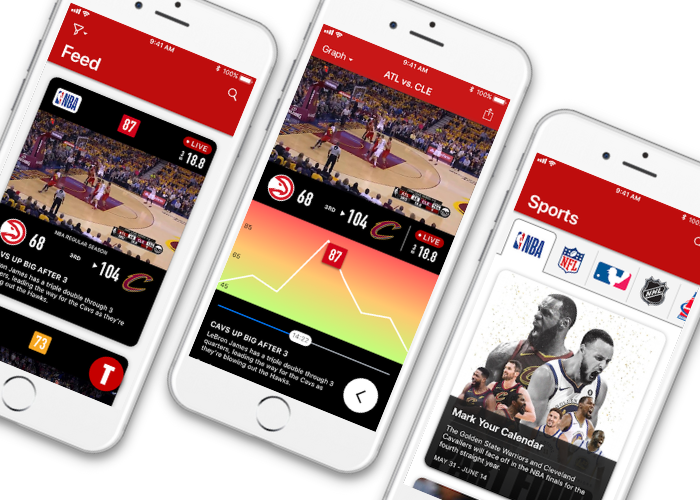 9:41 AM
100%
Feed
NBA
87
LIVE
2ND 18.8
68
NBA REGULAR SEASON
3RD
104
CAVS UP BIG AFTER 3
LeBron James has a triple double through 3
quarters, leading the way for the Cavs as they're
blowing out the Hawks.
73
T
9:41 AM
100%
Graph
ATL vs. CLE
68
3RD
104
C
LIVE
18.8
85
65
45
87
14:32
CAVS UP BIG AFTER 3
LeBron James has a triple double through 3
quarters, leading the way for the Cavs as
they're blowing out the Hawks.
9:41 AM
Sports
NBA
NFL
NHL
Mark Your Calendar
The Golden State Warriors and Cleveland
Cavaliers will face off in the NBA finals for the
fourth straight year.
MAY 31 - JUNE 14